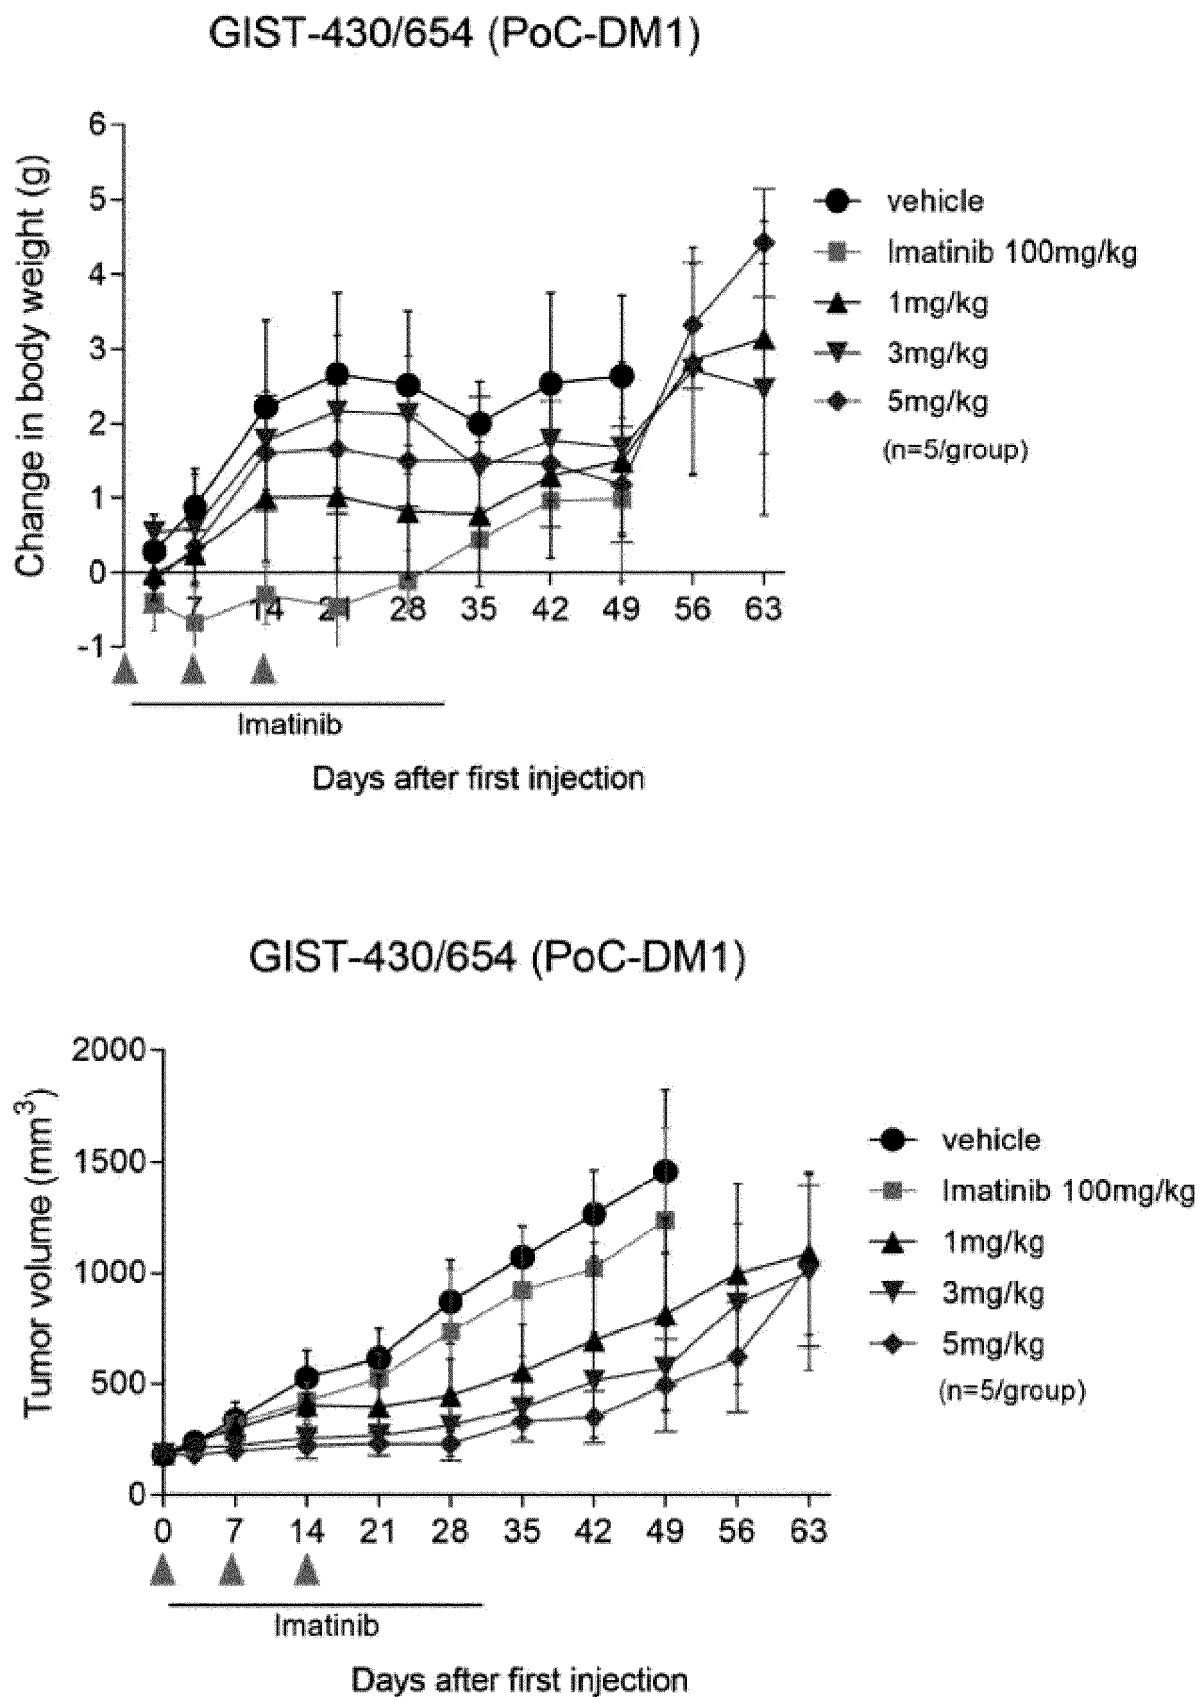 GIST-430/654 (PoC-DM1)
Change in body weight (g)
6
5
4
3
2
1
0
-1
7 14 21 28 35 42 49 56 63
vehicle
Imatinib 100mg/kg
1mg/kg
3mg/kg
5mg/kg
(n=5/group)
Imatinib
Days after first injection
GIST-430/654 (PoC-DM1)
Tumor volume (mm³)
2000
1500
1000
500
0
0 7 14 21 28 35 42 49 56 63
vehicle
Imatinib 100mg/kg
1mg/kg
3mg/kg
5mg/kg
(n=5/group)
Imatinib
Days after first injection